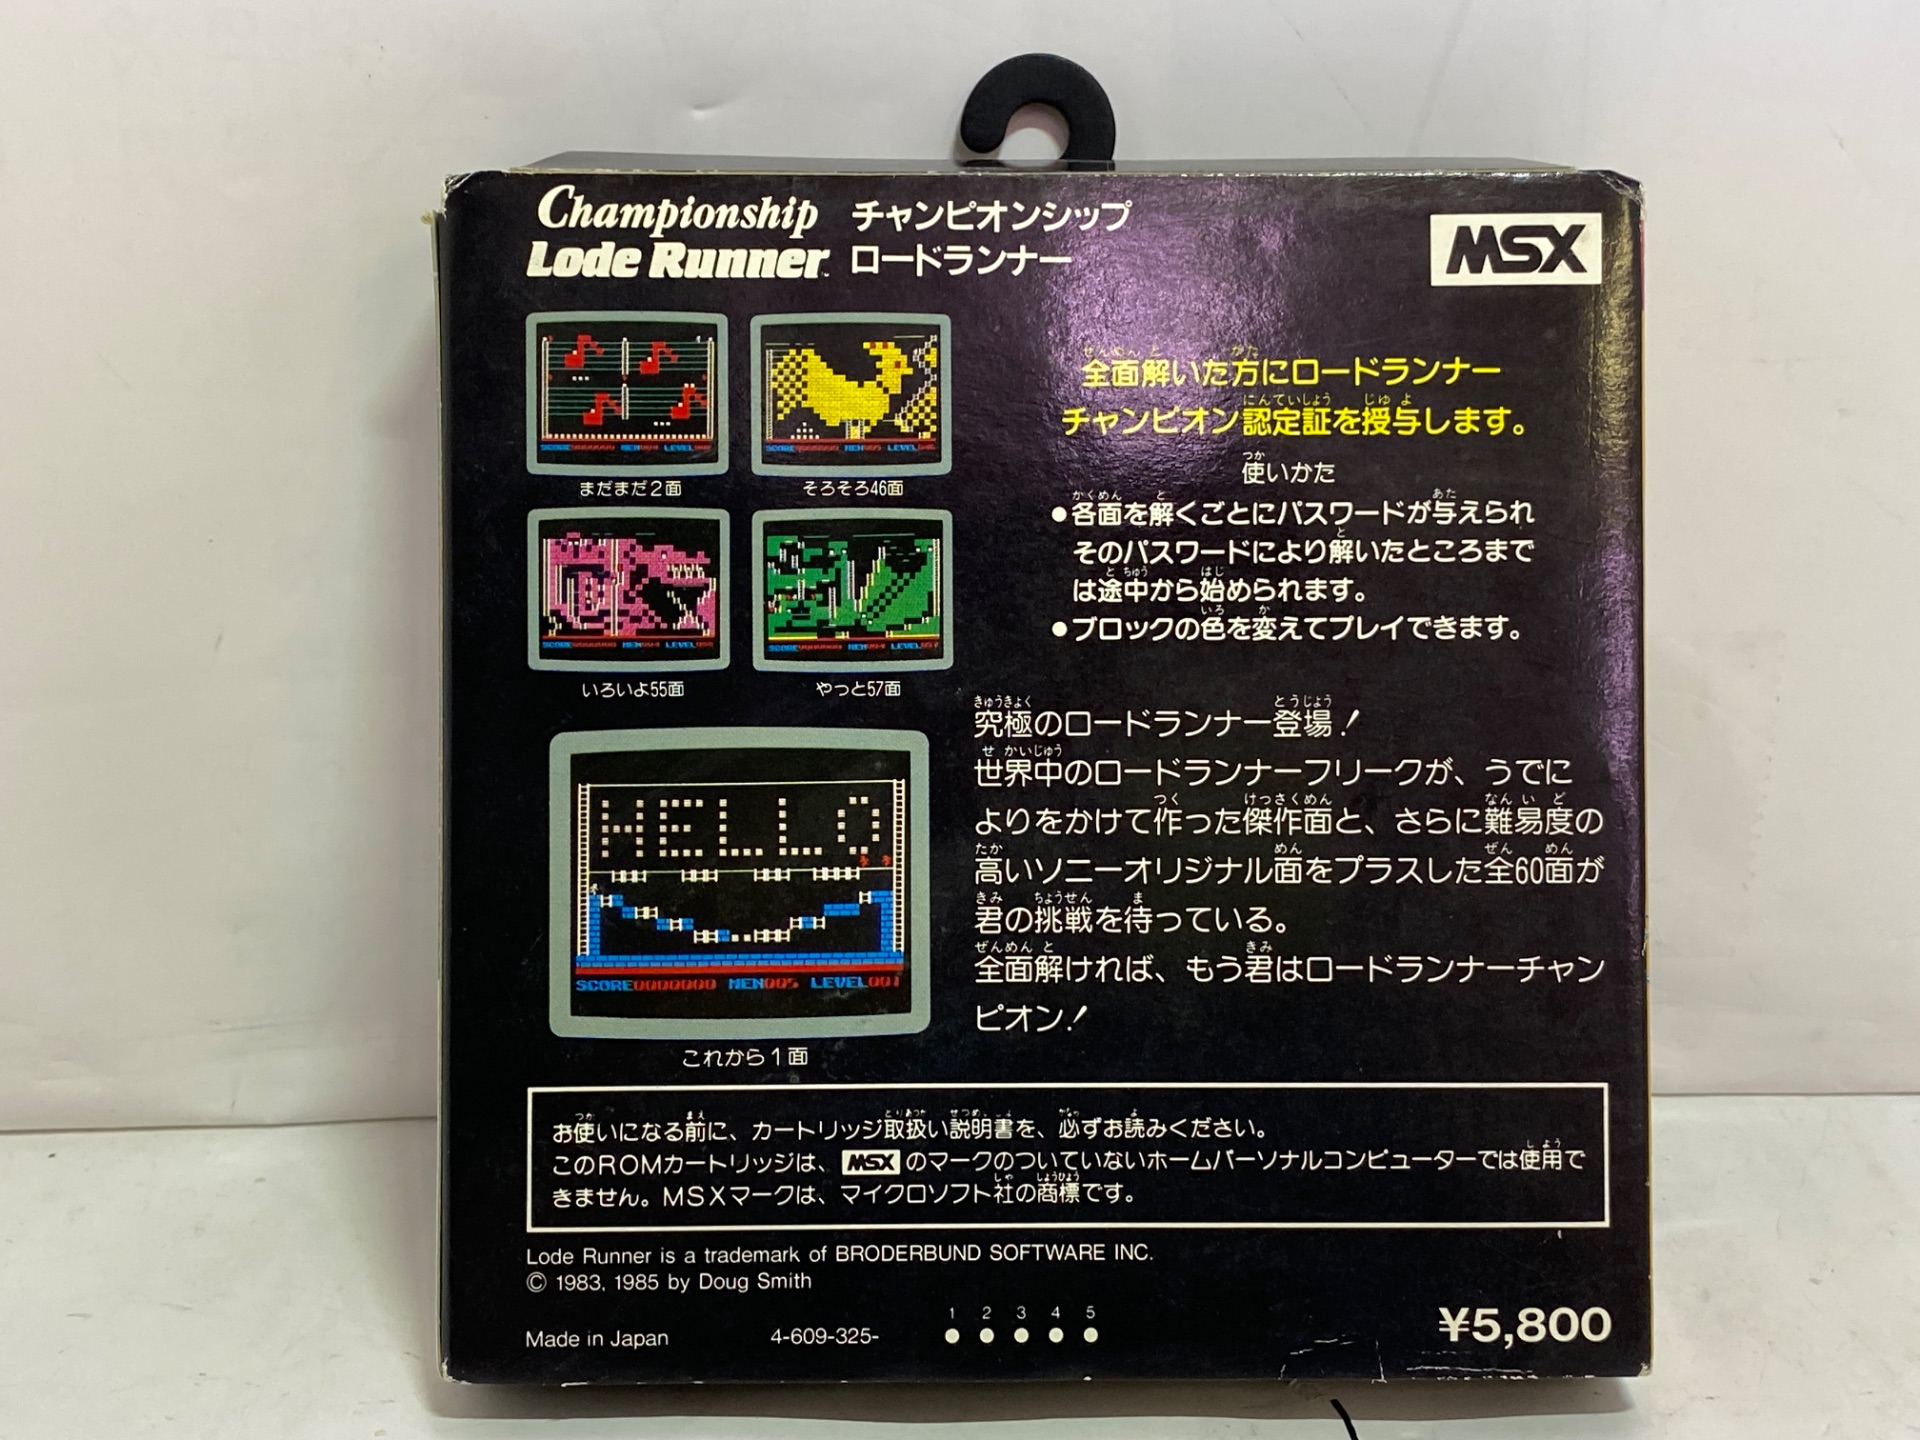 Championship
Lode Runner
チャンピオンシップ
ロードランナー
MSX
まだまだ2面
そろそろ46面
いろいよ55面
やっと57面
SCORE0000000 MEN005 LEVEL001
これから1面
全面解いた方にロードランナー
チャンピオン認定証を授与します。
使いかた
●各面を解くごとにパスワードが与えられ
そのパスワードにより解いたところまで
は途中から始められます。
●ブロックの色を変えてプレイできます。
究極のロードランナー登場!
世界中のロードランナーフリークが、うでに
よりをかけて作った傑作面と、さらに難易度の
高いソニーオリジナル面をプラスした全60面が
君の挑戦を待っている。
全面解ければ、もう君はロードランナーチャン
ピオン!
お使いになる前に、カートリッジ取扱い説明書を、必ずお読みください。
このROMカートリッジは、MSXのマークのついていないホームパーソナルコンピューターでは使用で
きません。MSXマークは、マイクロソフト社の商標です。
Lode Runner is a trademark of BRODERBUND SOFTWARE INC.
© 1983, 1985 by Doug Smith
Made in Japan
4-609-325-
1 2 3 4 5
¥5,800